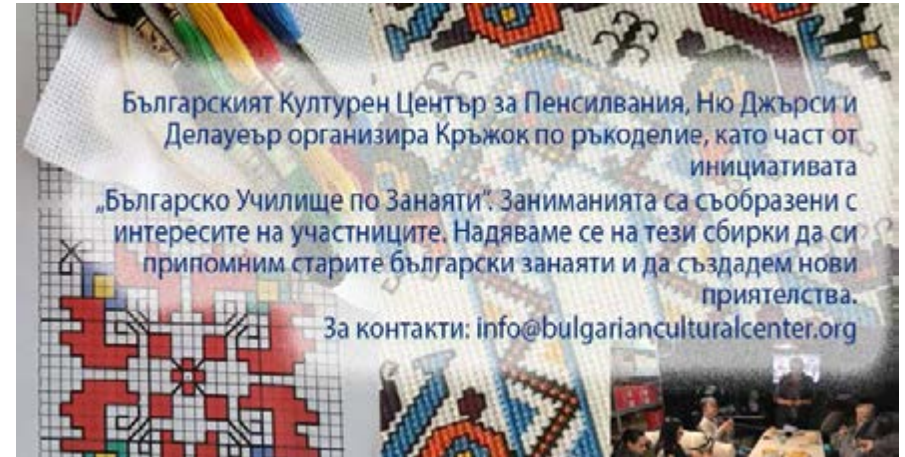 Българският Културен Център за Пенсилвания, Ню Джърси и
Делауеър организира Кръжок по ръкоделие, като част от
инициативата
„Българско Училище по Занаяти“. Заниманията са съобразени с
интересите на участниците. Надяваме се на тези сбирки да си
припомним старите български занаяти и да създадем нови
приятелства.
За контакти: info@bulgarianculturalcenter.org